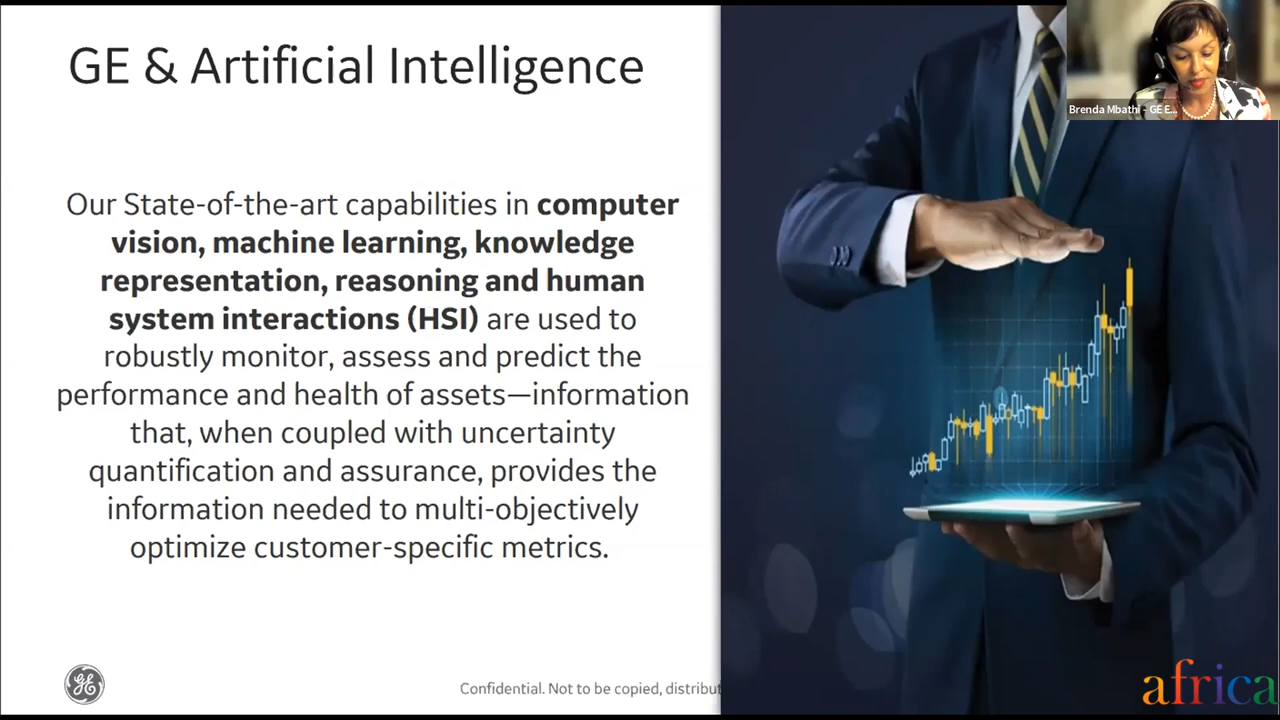 GE & Artificial Intelligence
Brenda Mbathi - GE E...
Our State-of-the-art capabilities in computer
vision, machine learning, knowledge
representation, reasoning and human
system interactions (HSI) are used to
robustly monitor, assess and predict the
performance and health of assets—information
that, when coupled with uncertainty
quantification and assurance, provides the
information needed to multi-objectively
optimize customer-specific metrics.
GE
Confidential. Not to be copied, distribut
africa